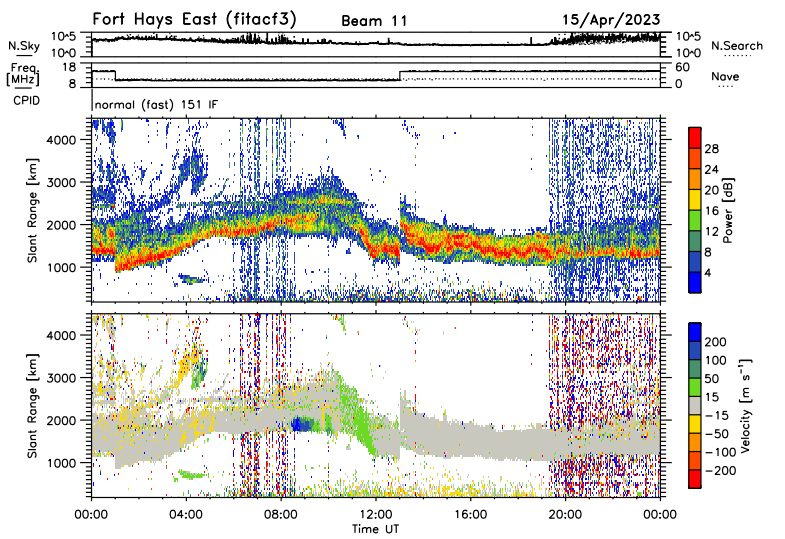 Fort Hays East (fitacf3) Beam 11 15/Apr/2023
N.Sky 10^5 10^0 10^5 10^0 N.Search
Freq. [MHz] 18 8 60 0 Nave
CPID normal (fast) 151 IF
Slant Range [km]
4000
3000
2000
1000
Power [dB]
28
24
20
16
12
8
4
Slant Range [km]
4000
3000
2000
1000
Velocity [m s⁻¹]
200
100
50
15
−15
−50
−100
−200
00:00 04:00 08:00 12:00 16:00 20:00 00:00
Time UT